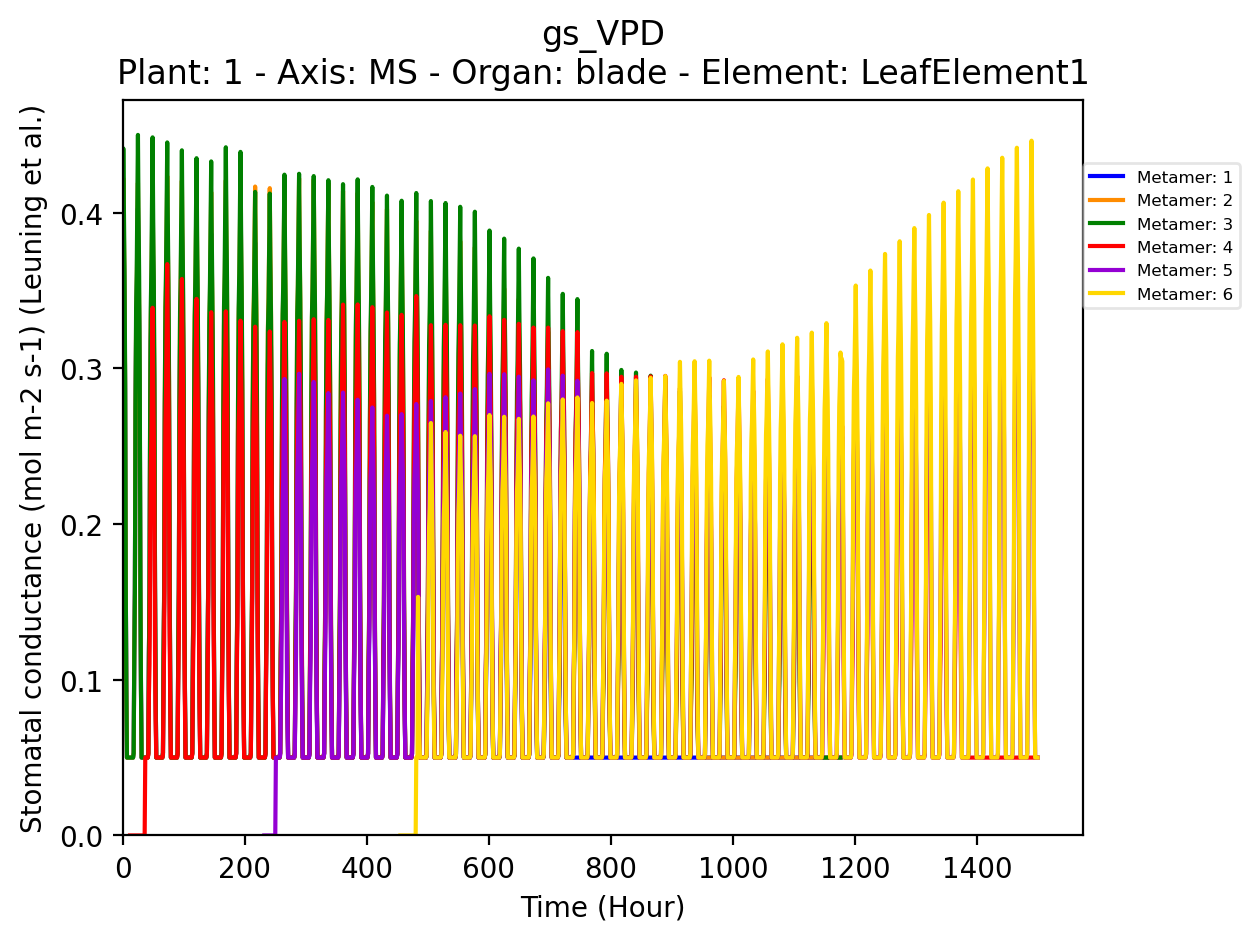 gs_VPD
Plant: 1 - Axis: MS - Organ: blade - Element: LeafElement1
Stomatal conductance (mol m-2 s-1) (Leuning et al.)
0.4
0.3
0.2
0.1
0.0
0 200 400 600 800 1000 1200 1400
Time (Hour)
Metamer: 1
Metamer: 2
Metamer: 3
Metamer: 4
Metamer: 5
Metamer: 6